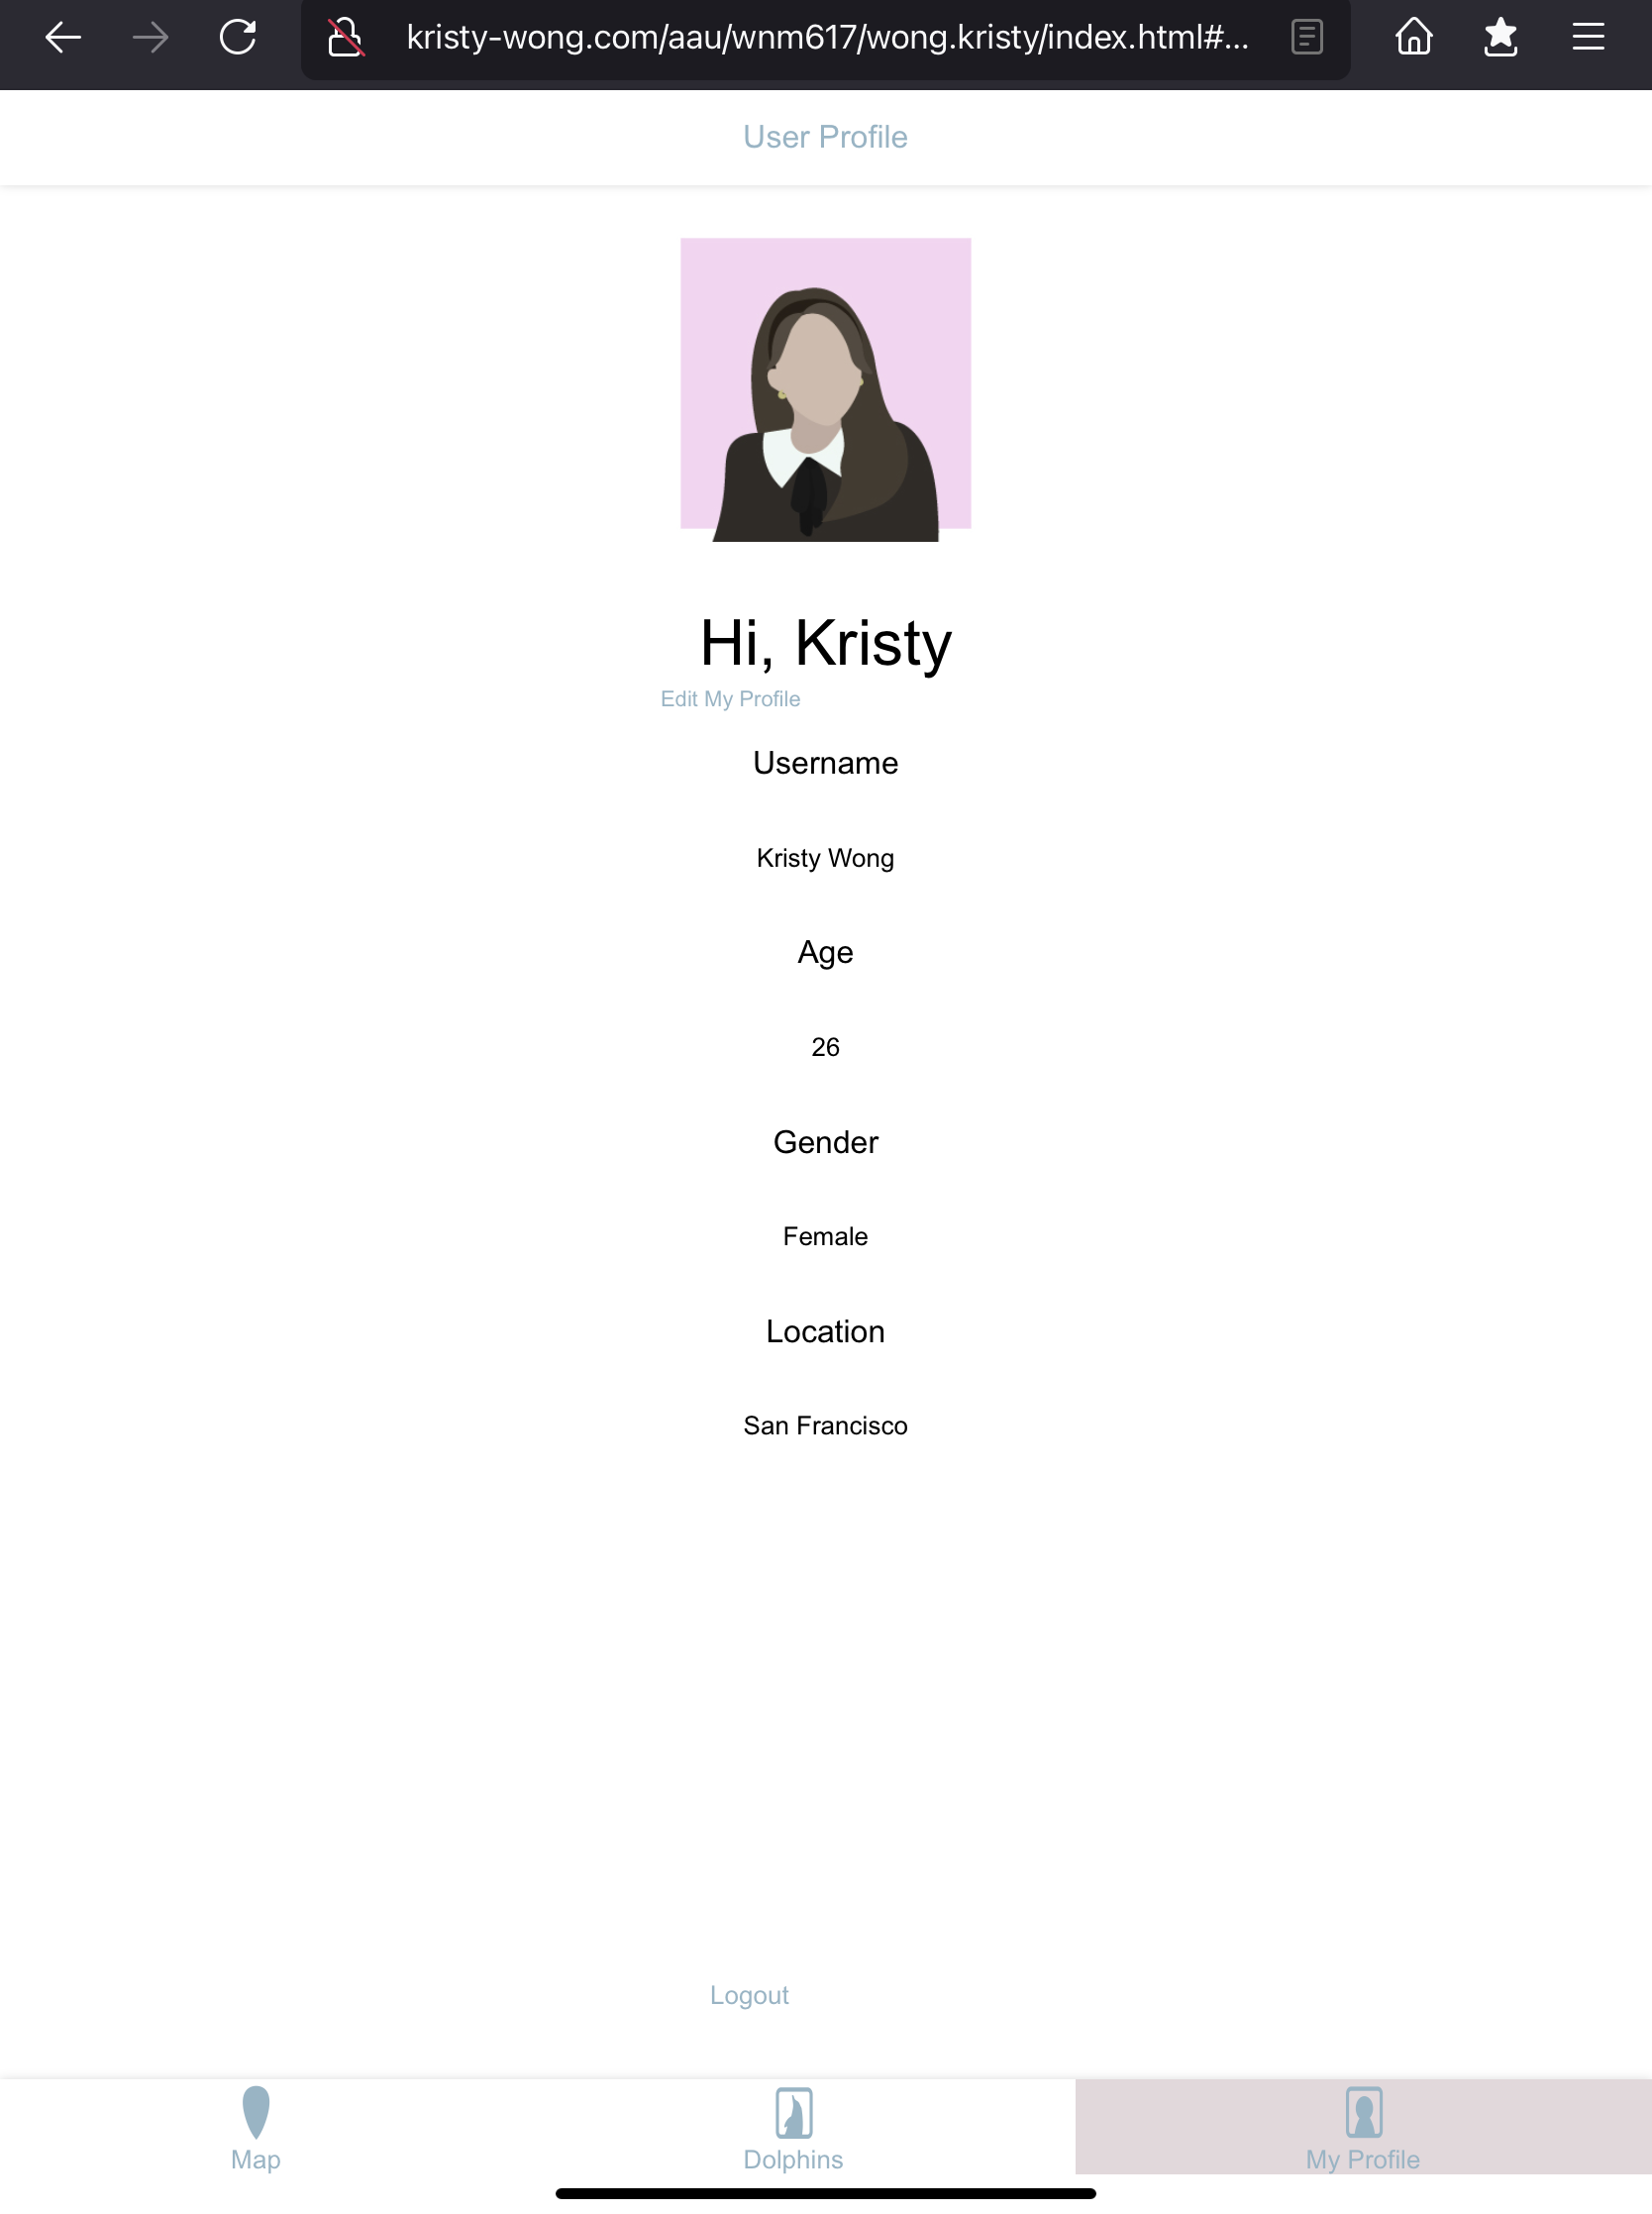 kristy-wong.com/aau/wnm617/wong.kristy/index.html#...
User Profile
Hi, Kristy
Edit My Profile
Username
Kristy Wong
Age
26
Gender
Female
Location
San Francisco
Logout
Map
Dolphins
My Profile